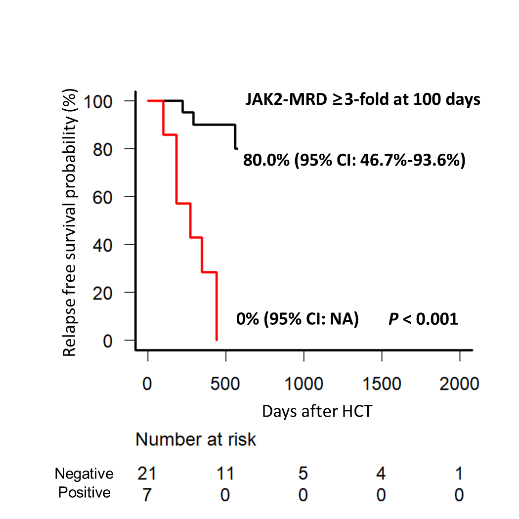 JAK2-MRD ≥3-fold at 100 days
Relapse free survival probability (%)
100
80
60
40
20
0
80.0% (95% CI: 46.7%-93.6%)
0% (95% CI: NA) P < 0.001
0 500 1000 1500 2000
Days after HCT
Number at risk
Negative 21 11 5 4 1
Positive 7 0 0 0 0